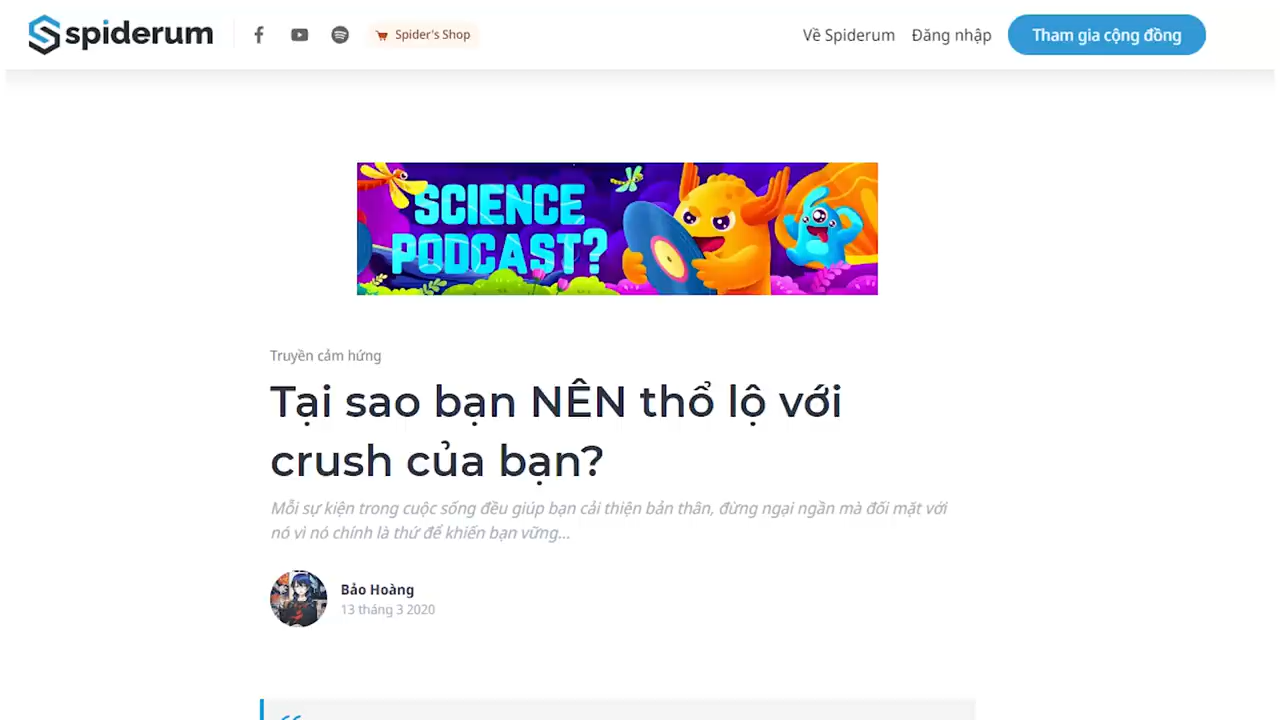 spiderum
Spider's Shop
Về Spiderum
Đăng nhập
Tham gia cộng đồng
SCIENCE
PODCAST?
Truyền cảm hứng
Tại sao bạn NÊN thổ lộ với
crush của bạn?
Mỗi sự kiện trong cuộc sống đều giúp bạn cải thiện bản thân, đừng ngại ngần mà đối mặt với
nó vì nó chính là thứ để khiến bạn vững...
Bảo Hoàng
13 tháng 3 2020